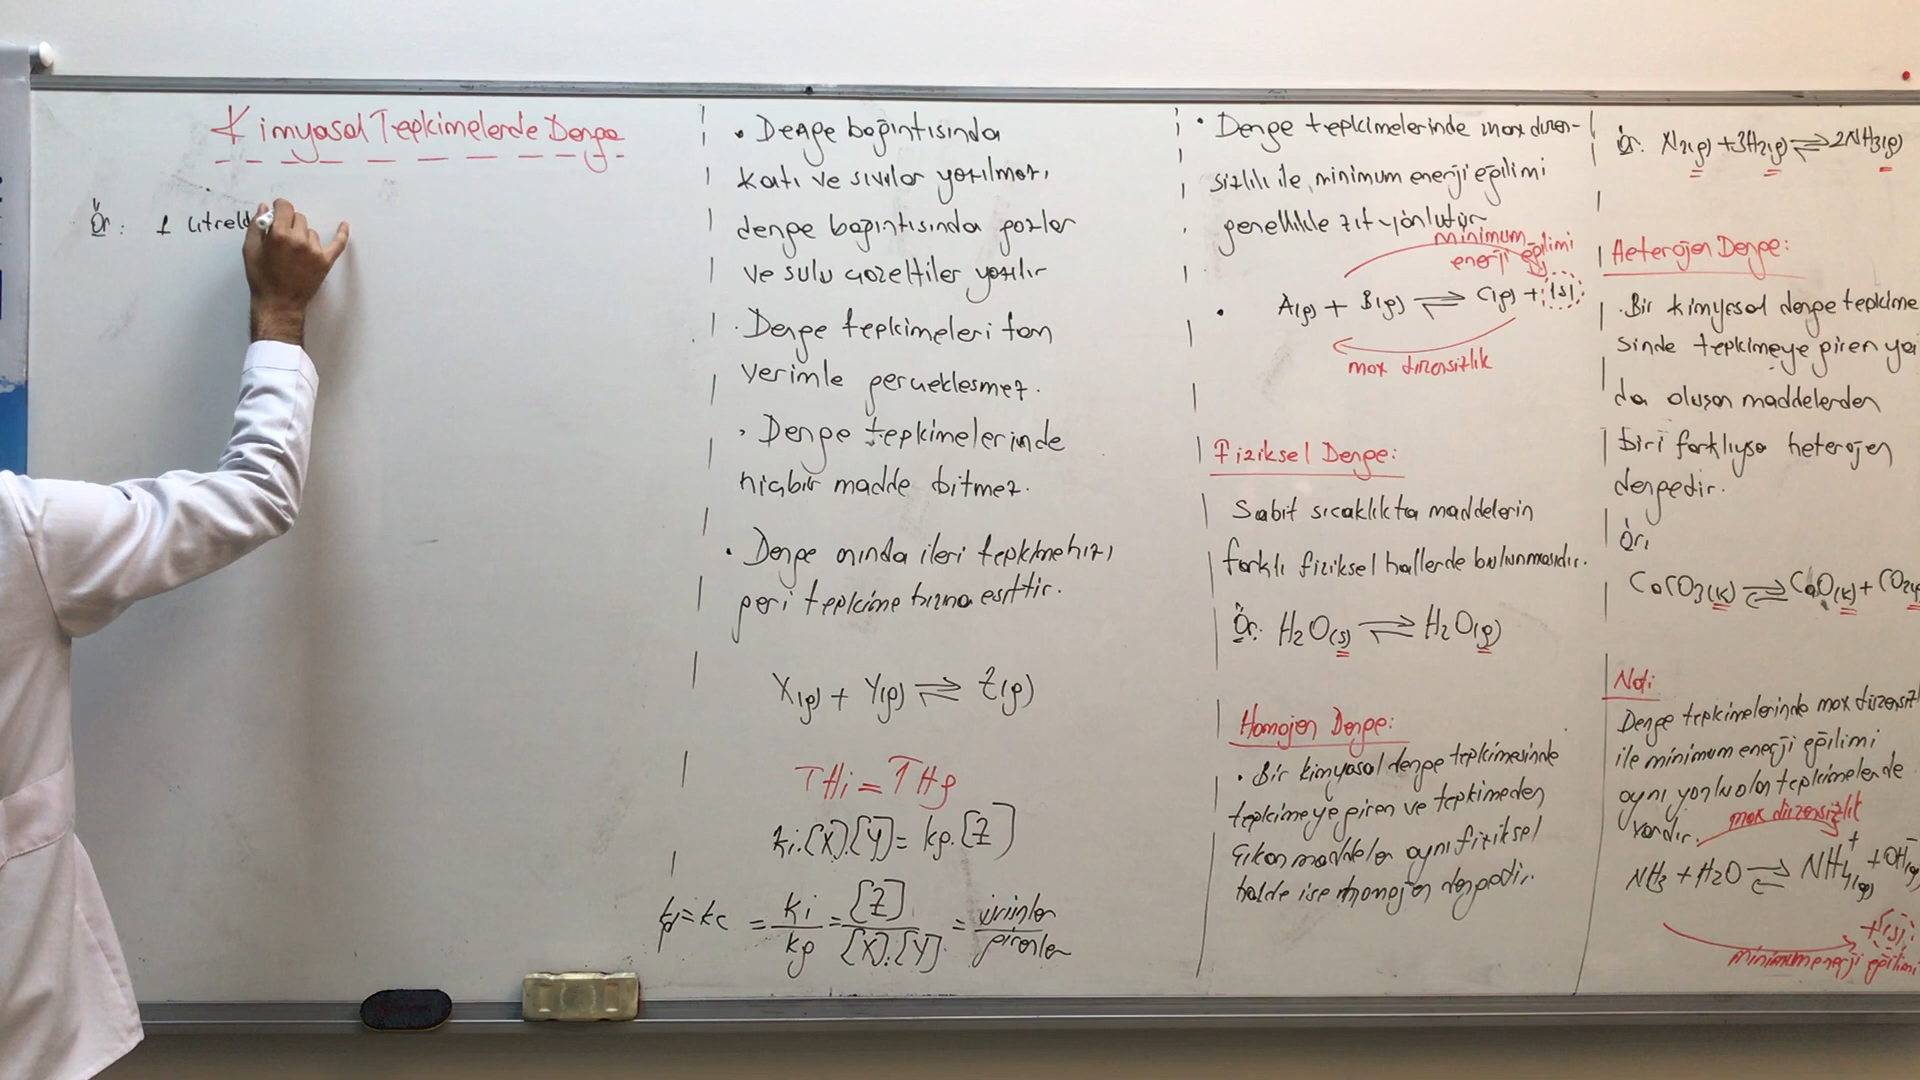 Kimyasal Tepkimelerde Denge
Ör: 1 Litrelik
• Denge bağıntısında
katı ve sıvılar yazılmaz,
denge bağıntısında gazlar
ve sulu çözeltiler yazılır
• Denge tepkimeleri tam
verimle gerçekleşmez.
• Denge tepkimelerinde
hiçbir madde bitmez.
• Denge anında ileri tepkime hızı,
geri tepkime hızına eşittir.
X(g) + Y(g) ⇌ Z(g)
THi = THg
ki.[X].[Y] = kg.[Z]
kd = kc = ki/kg = [Z]/[X].[Y] = ürünler/girenler
• Denge tepkimelerinde max düzen-
sizlik ile, minimum enerji eğilimi
genellikle zıt yönlüdür
minimum
enerji eğilimi
• A(g) + B(g) ⇌ C(g) + ISI
max düzensizlik
Fiziksel Denge:
Sabit sıcaklıkta maddelerin
farklı fiziksel hallerde bulunmasıdır.
Ör: H2O(s) ⇌ H2O(g)
Homojen Denge:
• Bir kimyasal denge tepkimesinde
tepkimeye giren ve tepkimeden
çıkan maddeler aynı fiziksel
halde ise homojen dengedir.
Ör: N2(g) + 3H2(g) ⇌ 2NH3(g)
Heterojen Denge:
• Bir kimyasal denge tepkime
sinde tepkimeye giren ya
da oluşan maddelerden
biri farklıysa heterojen
dengedir.
Ör:
CaCO3(k) ⇌ CaO(k) + CO2(g
Not:
Denge tepkimelerinde max düzensizl
ile minimum enerji eğilimi
aynı yönlü olan tepkimelerde
vardır.
max düzensizlik
NH3 + H2O ⇌ NH4+(g) + OH-(g)
+ISI
minimum enerji eğilimi